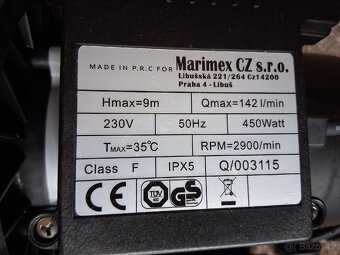 MADE IN P.R.C FOR Marimex CZ s.r.o.
Libušská 221/264 Cz14200
Praha 4 - Libuš
Hmax=9m Qmax=142 l/min
230V 50Hz 450Watt
TMAX=35℃ RPM=2900/min
Class F IPX5 Q/003115
CE TÜV GS